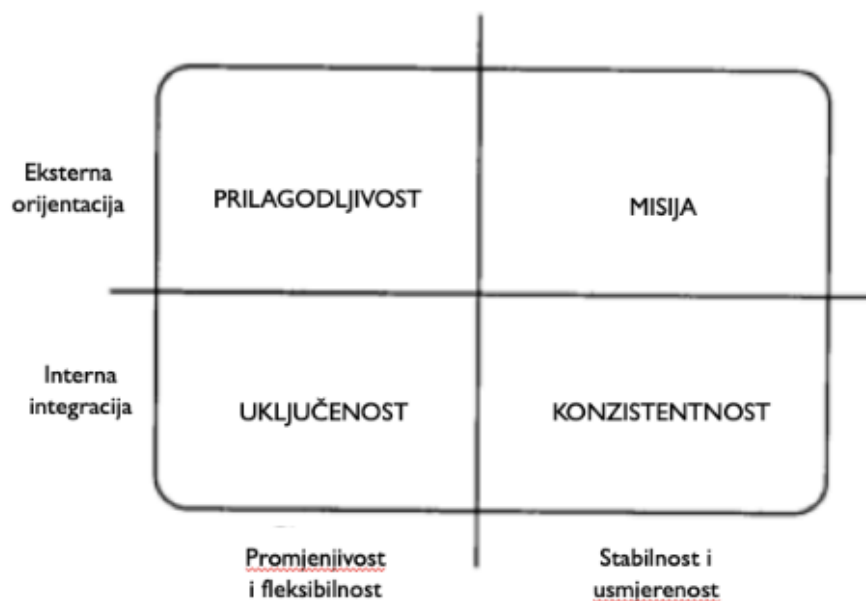 Eksterna
orijentacija
PRILAGODLJIVOST
MISIJA
Interna
integracija
UKLJUČENOST
KONZISTENTNOST
Promjenjivost
i fleksibilnost
Stabilnost i
usmjerenost